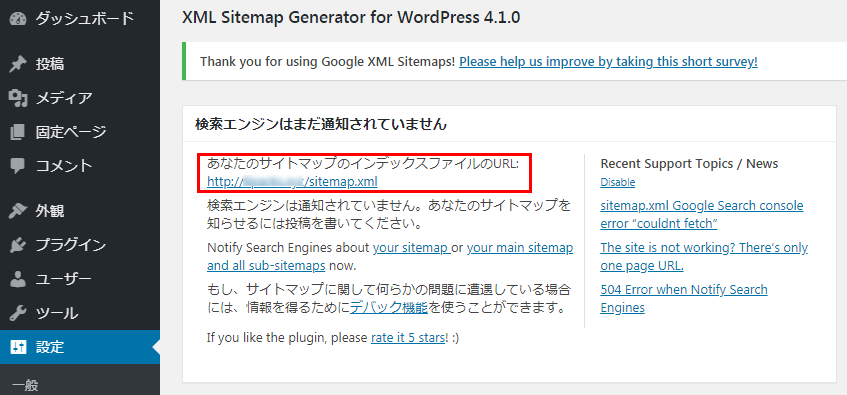 ダッシュボード
投稿
メディア
固定ページ
コメント
外観
プラグイン
ユーザー
ツール
設定
一般
XML Sitemap Generator for WordPress 4.1.0
Thank you for using Google XML Sitemaps! Please help us improve by taking this short survey!
検索エンジンはまだ通知されていません
あなたのサイトマップのインデックスファイルのURL:
http:// /sitemap.xml
検索エンジンは通知されていません。あなたのサイトマップを
知らせるには投稿を書いてください。
Notify Search Engines about your sitemap or your main sitemap
and all sub-sitemaps now.
もし、サイトマップに関して何らかの問題に遭遇している場合
には、情報を得るためにデバック機能を使うことができます。
If you like the plugin, please rate it 5 stars! :)
Recent Support Topics / News
Disable
sitemap.xml Google Search console
error “couldnt fetch”
The site is not working? There’s only
one page URL.
504 Error when Notify Search
Engines